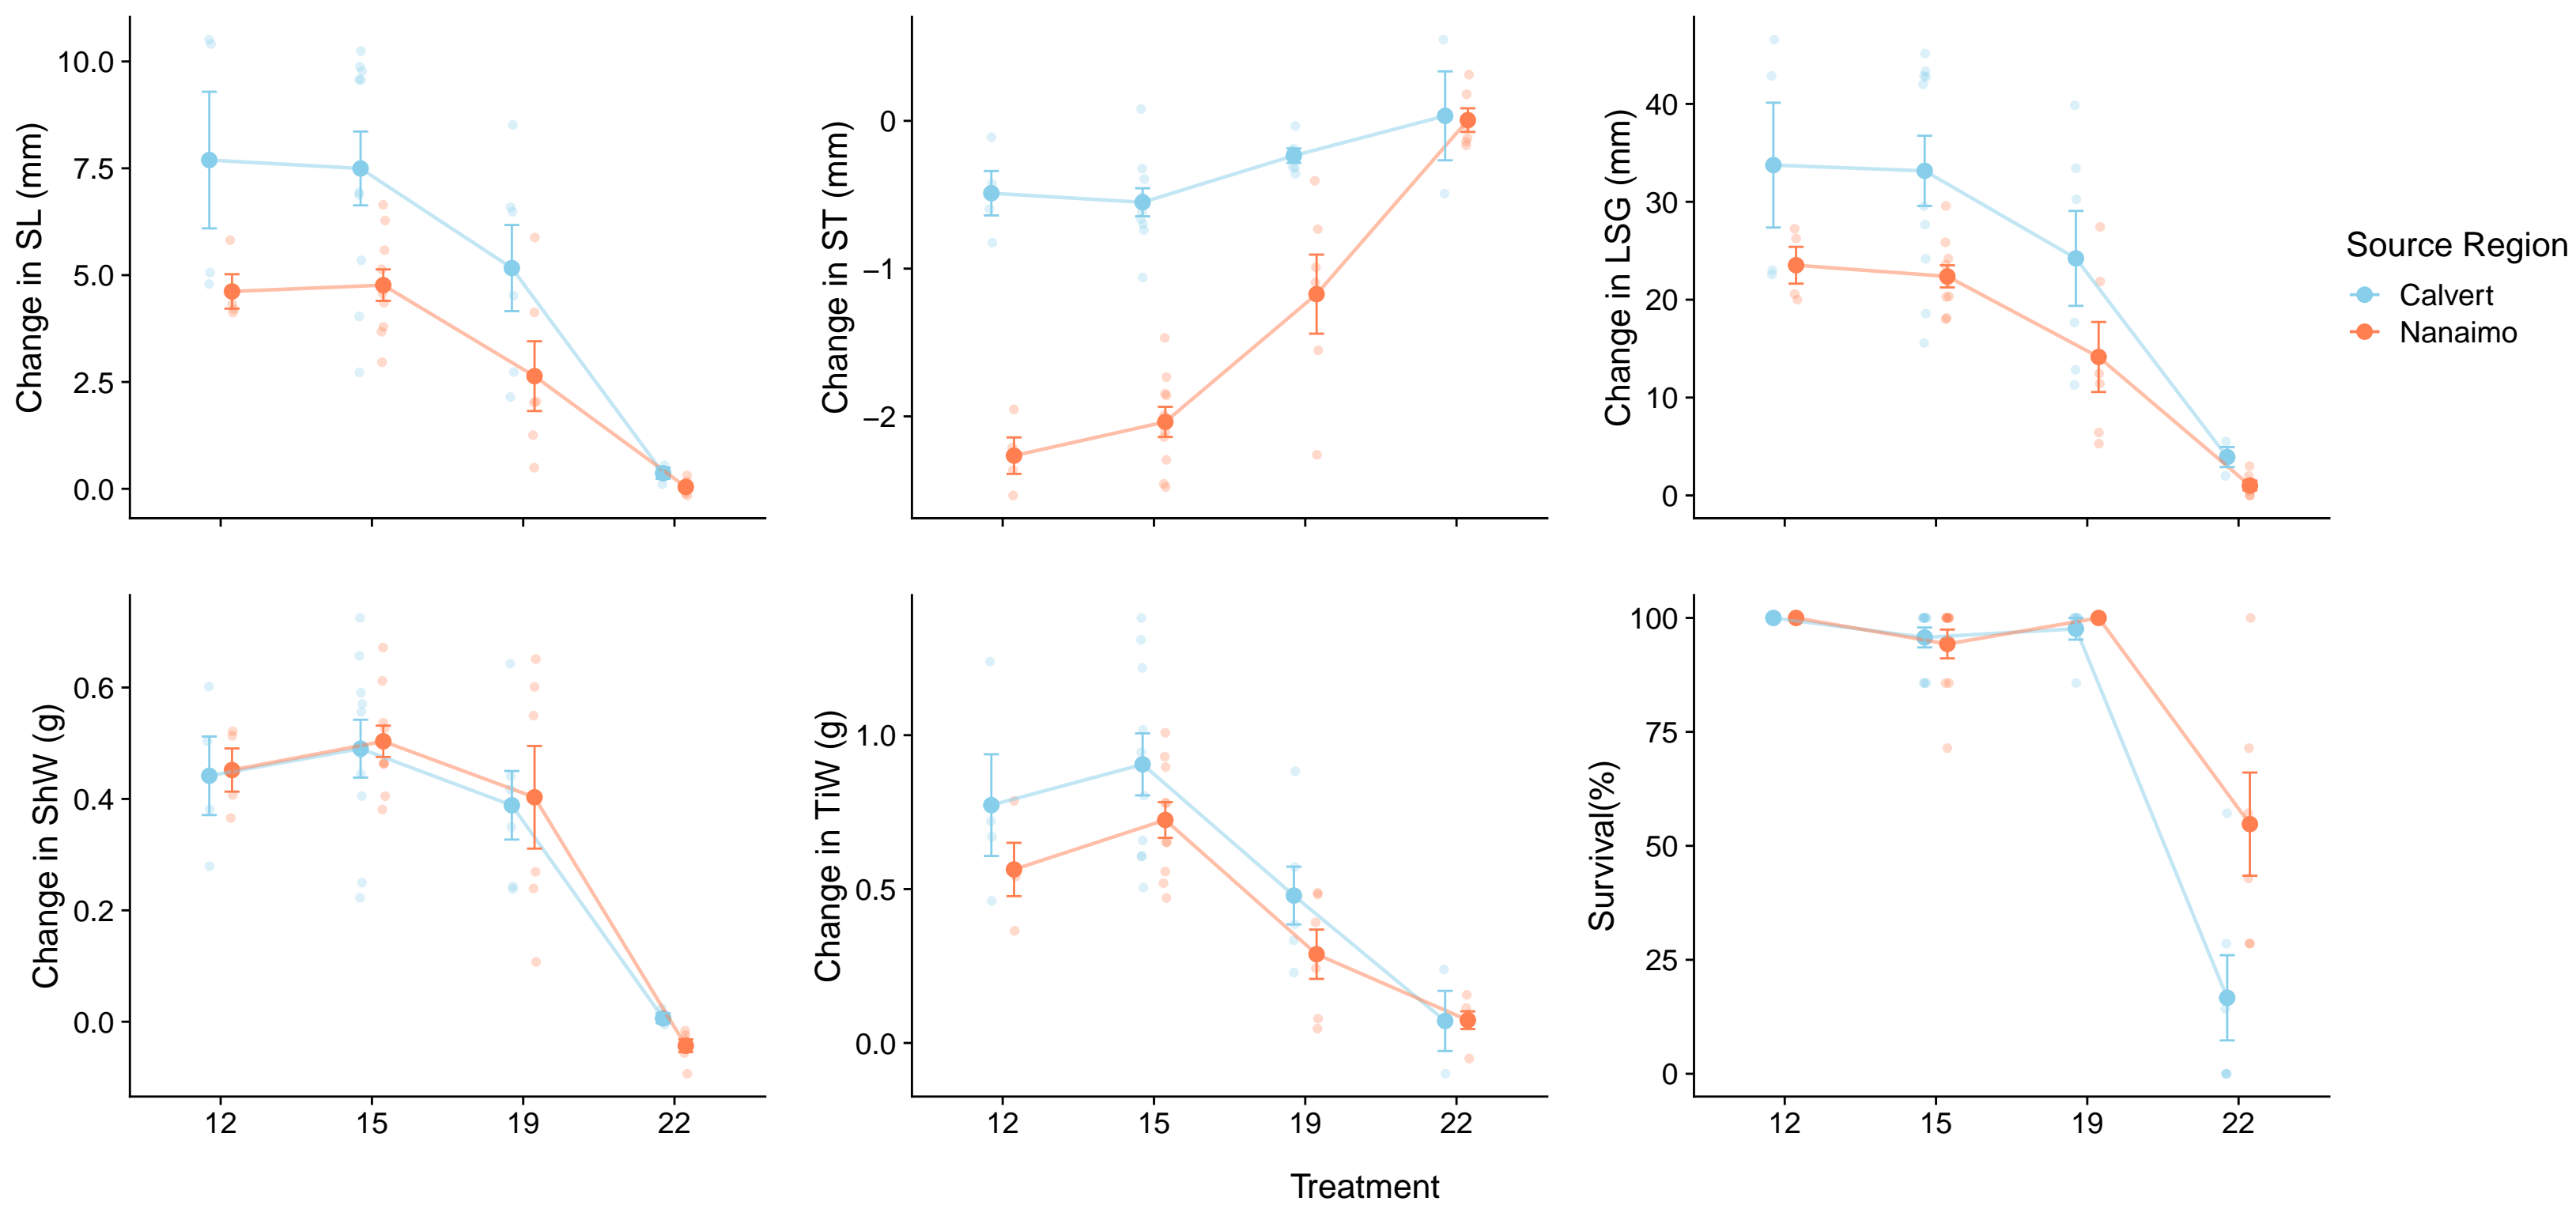 Change in SL (mm)
10.0
7.5
5.0
2.5
0.0
Change in ST (mm)
0
−1
−2
Change in LSG (mm)
40
30
20
10
0
Source Region
Calvert
Nanaimo
Change in ShW (g)
0.6
0.4
0.2
0.0
12 15 19 22
Change in TiW (g)
1.0
0.5
0.0
12 15 19 22
Survival(%)
100
75
50
25
0
12 15 19 22
Treatment